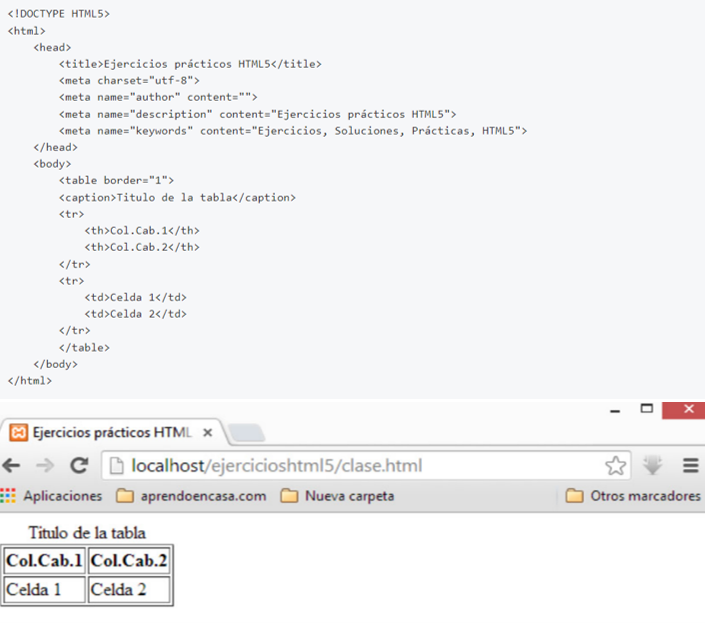 <!DOCTYPE HTML5>
<html>
    <head>
        <title>Ejercicios prácticos HTML5</title>
        <meta charset="utf-8">
        <meta name="author" content="">
        <meta name="description" content="Ejercicios prácticos HTML5">
        <meta name="keywords" content="Ejercicios, Soluciones, Prácticas, HTML5">
    </head>
    <body>
        <table border="1">
        <caption>Titulo de la tabla</caption>
        <tr>
            <th>Col.Cab.1</th>
            <th>Col.Cab.2</th>
        </tr>
        <tr>
            <td>Celda 1</td>
            <td>Celda 2</td>
        </tr>
        </table>
    </body>
</html>
Ejercicios prácticos HTML
localhost/ejercicioshtml5/clase.html
Aplicaciones aprendoencasa.com Nueva carpeta Otros marcadores
Titulo de la tabla
Col.Cab.1 Col.Cab.2
Celda 1 Celda 2